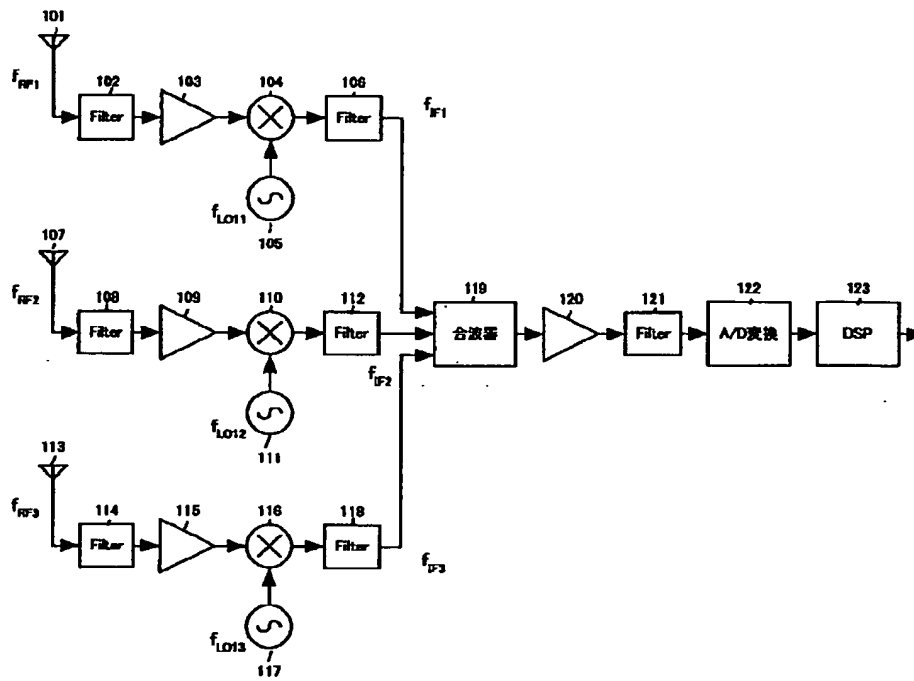 101
f_RF1
102
103
104
106
Filter
Filter
f_IF1
f_LO11
105
107
f_RF2
108
109
110
112
119
120
121
122
123
Filter
Filter
合波器
Filter
A/D変換
DSP
f_IF2
f_LO12
111
113
f_RF3
114
115
116
118
Filter
Filter
f_IF3
f_LO13
117